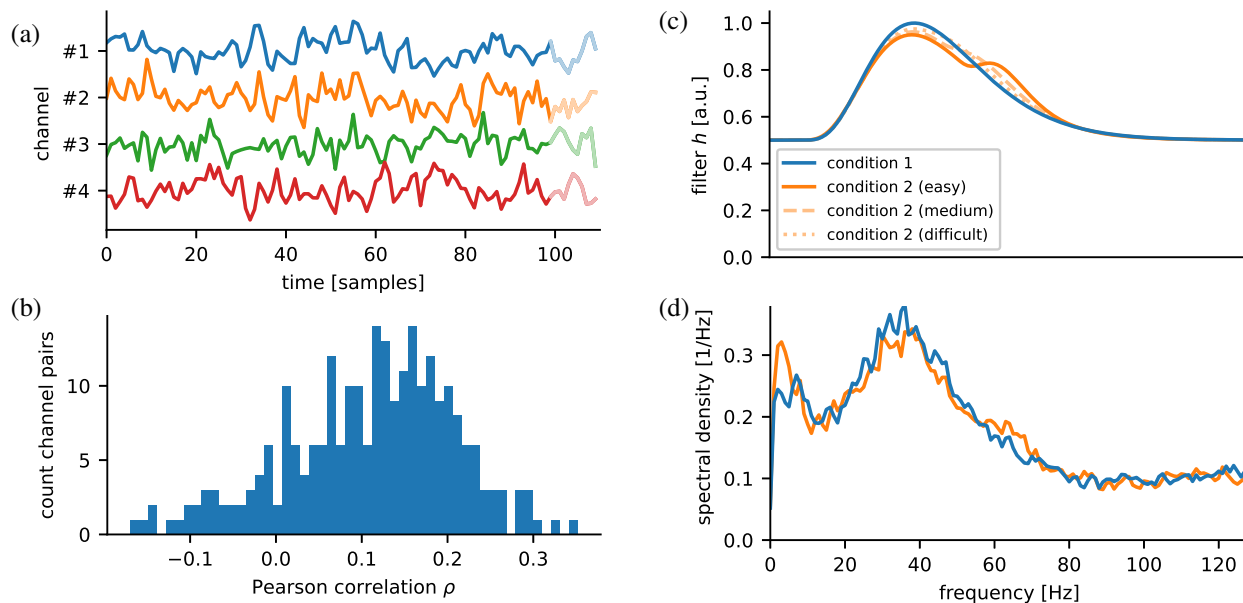 (a)
#1
#2
#3
#4
channel
0 20 40 60 80 100
time [samples]
(b)
count channel pairs
10
5
0
−0.1 0.0 0.1 0.2 0.3
Pearson correlation ρ
(c)
filter h [a.u.]
1.0
0.8
0.6
0.4
0.2
0.0
condition 1
condition 2 (easy)
condition 2 (medium)
condition 2 (difficult)
(d)
spectral density [1/Hz]
0.3
0.2
0.1
0.0
0 20 40 60 80 100 120
frequency [Hz]